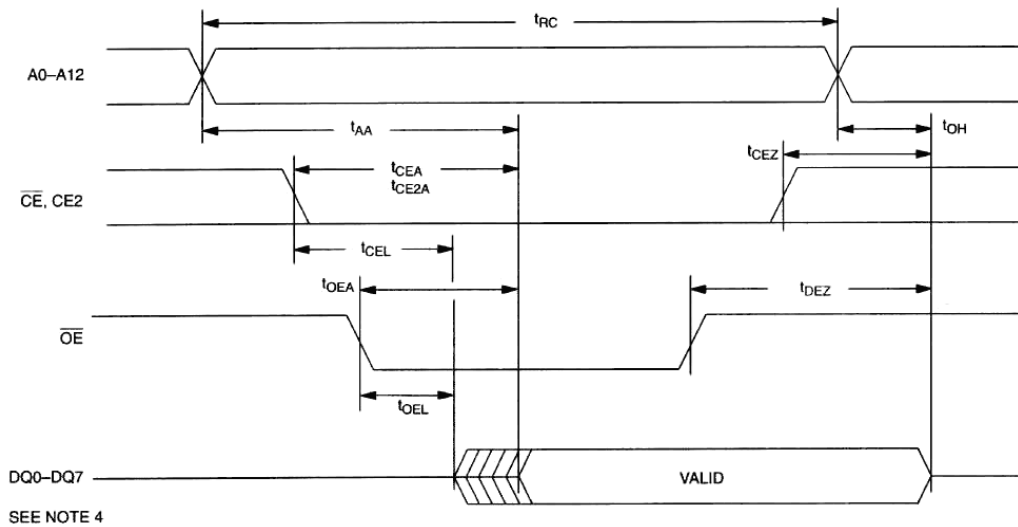 tRC
A0–A12
tAA
tOH
tCEZ
tCEA
tCE2A
CE, CE2
tCEL
tOEA
tDEZ
OE
tOEL
DQ0–DQ7
VALID
SEE NOTE 4